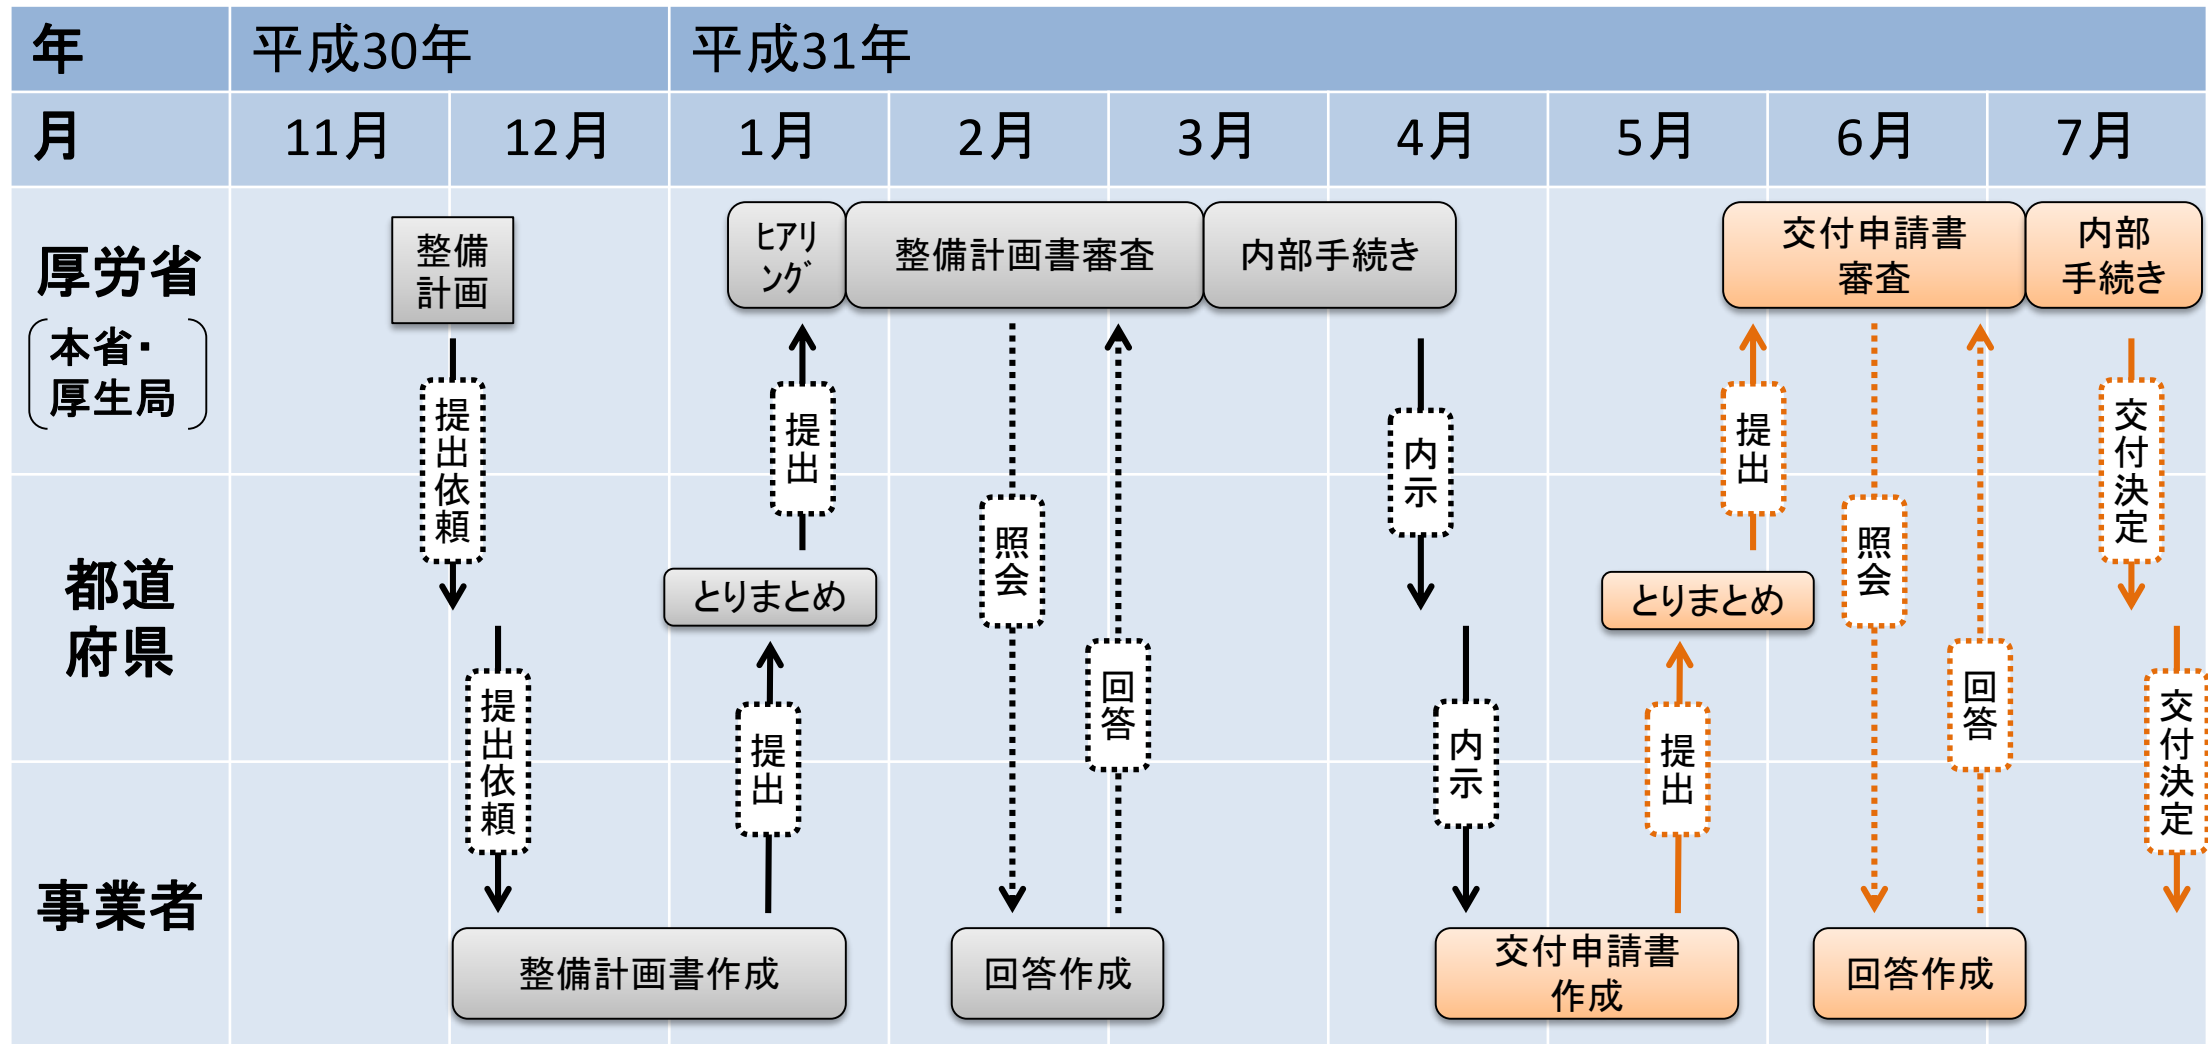 年
平成30年
平成31年
月
11月
12月
1月
2月
3月
4月
5月
6月
7月
厚労省
本省・
厚生局
整備
計画
ﾋｱﾘ
ﾝｸﾞ
整備計画書審査
内部手続き
交付申請書
審査
内部
手続き
提出依頼
提出
内示
提出
交付決定
都道
府県
とりまとめ
照会
とりまとめ
照会
提出依頼
提出
回答
内示
提出
回答
交付決定
事業者
整備計画書作成
回答作成
交付申請書
作成
回答作成